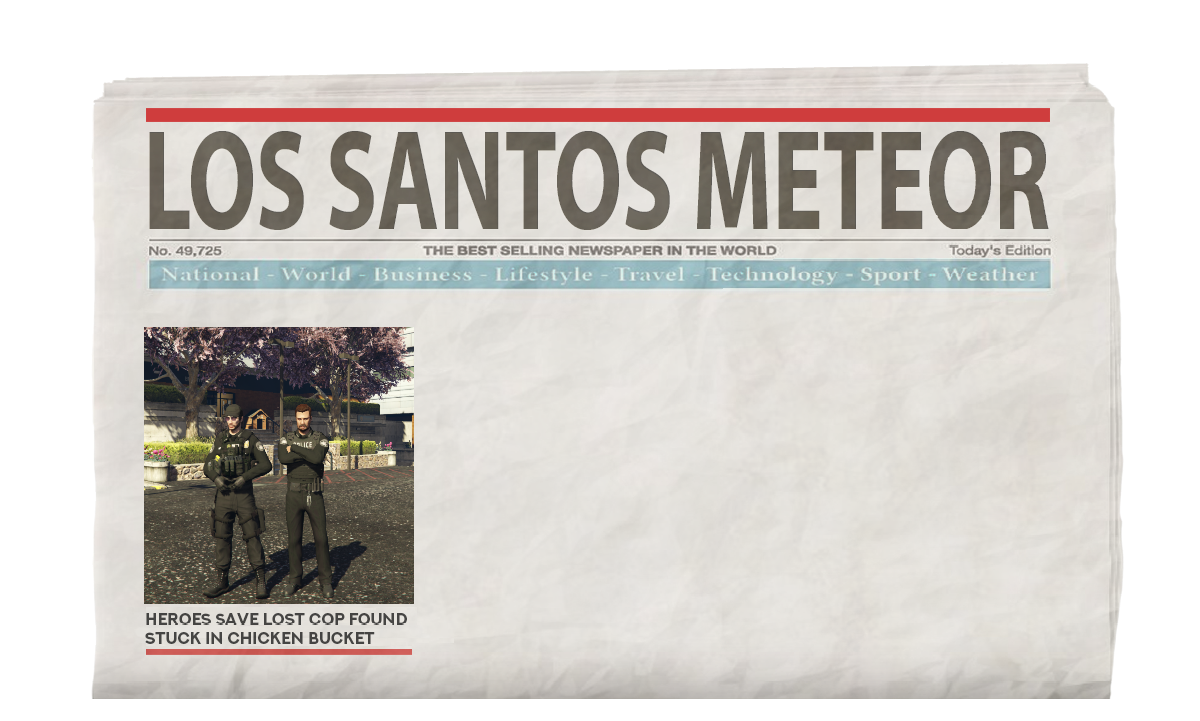 LOS SANTOS METEOR
No. 49,725 THE BEST SELLING NEWSPAPER IN THE WORLD Today's Edition
National - World - Business - Lifestyle - Travel - Technology - Sport - Weather
POLICE
HEROES SAVE LOST COP FOUND
STUCK IN CHICKEN BUCKET